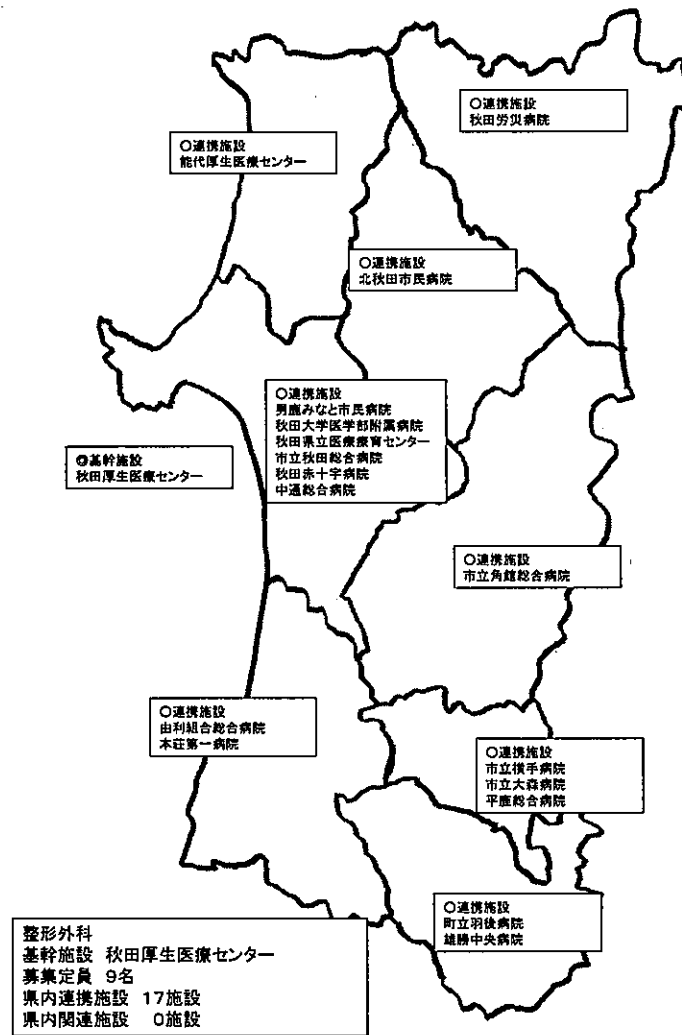 ○連携施設
秋田労災病院
○連携施設
能代厚生医療センター
○連携施設
北秋田市民病院
○連携施設
男鹿みなと市民病院
秋田大学医学部附属病院
秋田県立医療療育センター
市立秋田総合病院
秋田赤十字病院
中通総合病院
◎基幹施設
秋田厚生医療センター
○連携施設
市立角館総合病院
○連携施設
由利組合総合病院
本荘第一病院
○連携施設
市立横手病院
市立大森病院
平鹿総合病院
○連携施設
町立羽後病院
雄勝中央病院
整形外科
基幹施設 秋田厚生医療センター
募集定員 9名
県内連携施設 17施設
県内関連施設 0施設